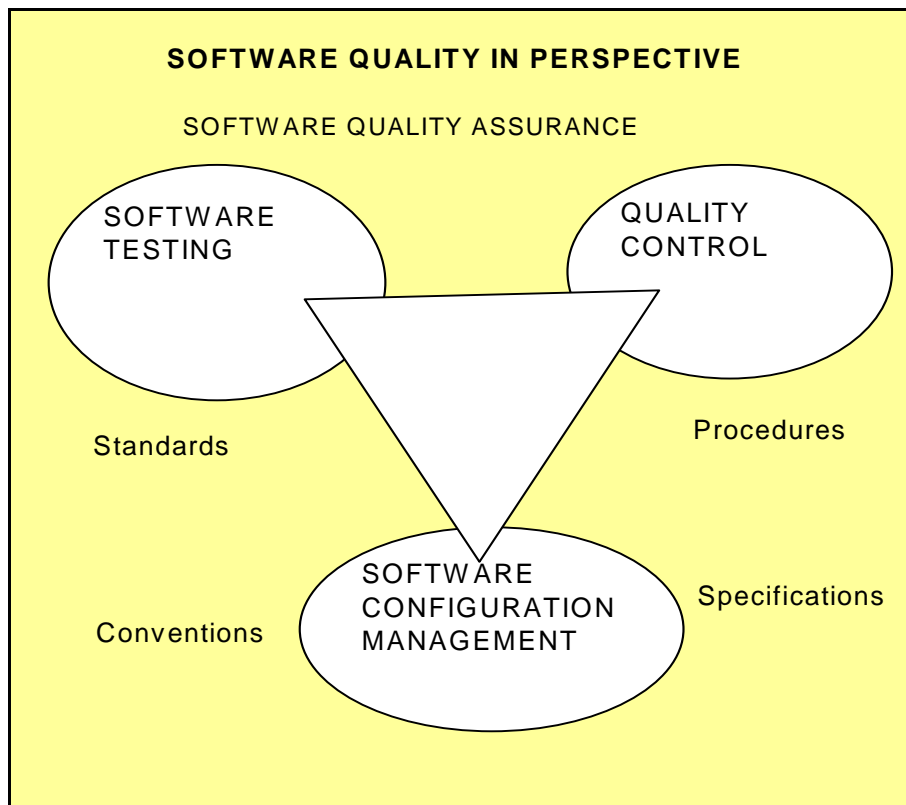 SOFTWARE QUALITY IN PERSPECTIVE
SOFTWARE QUALITY ASSURANCE
SOFTWARE
TESTING
QUALITY
CONTROL
Standards
Procedures
SOFTWARE
CONFIGURATION
MANAGEMENT
Specifications
Conventions